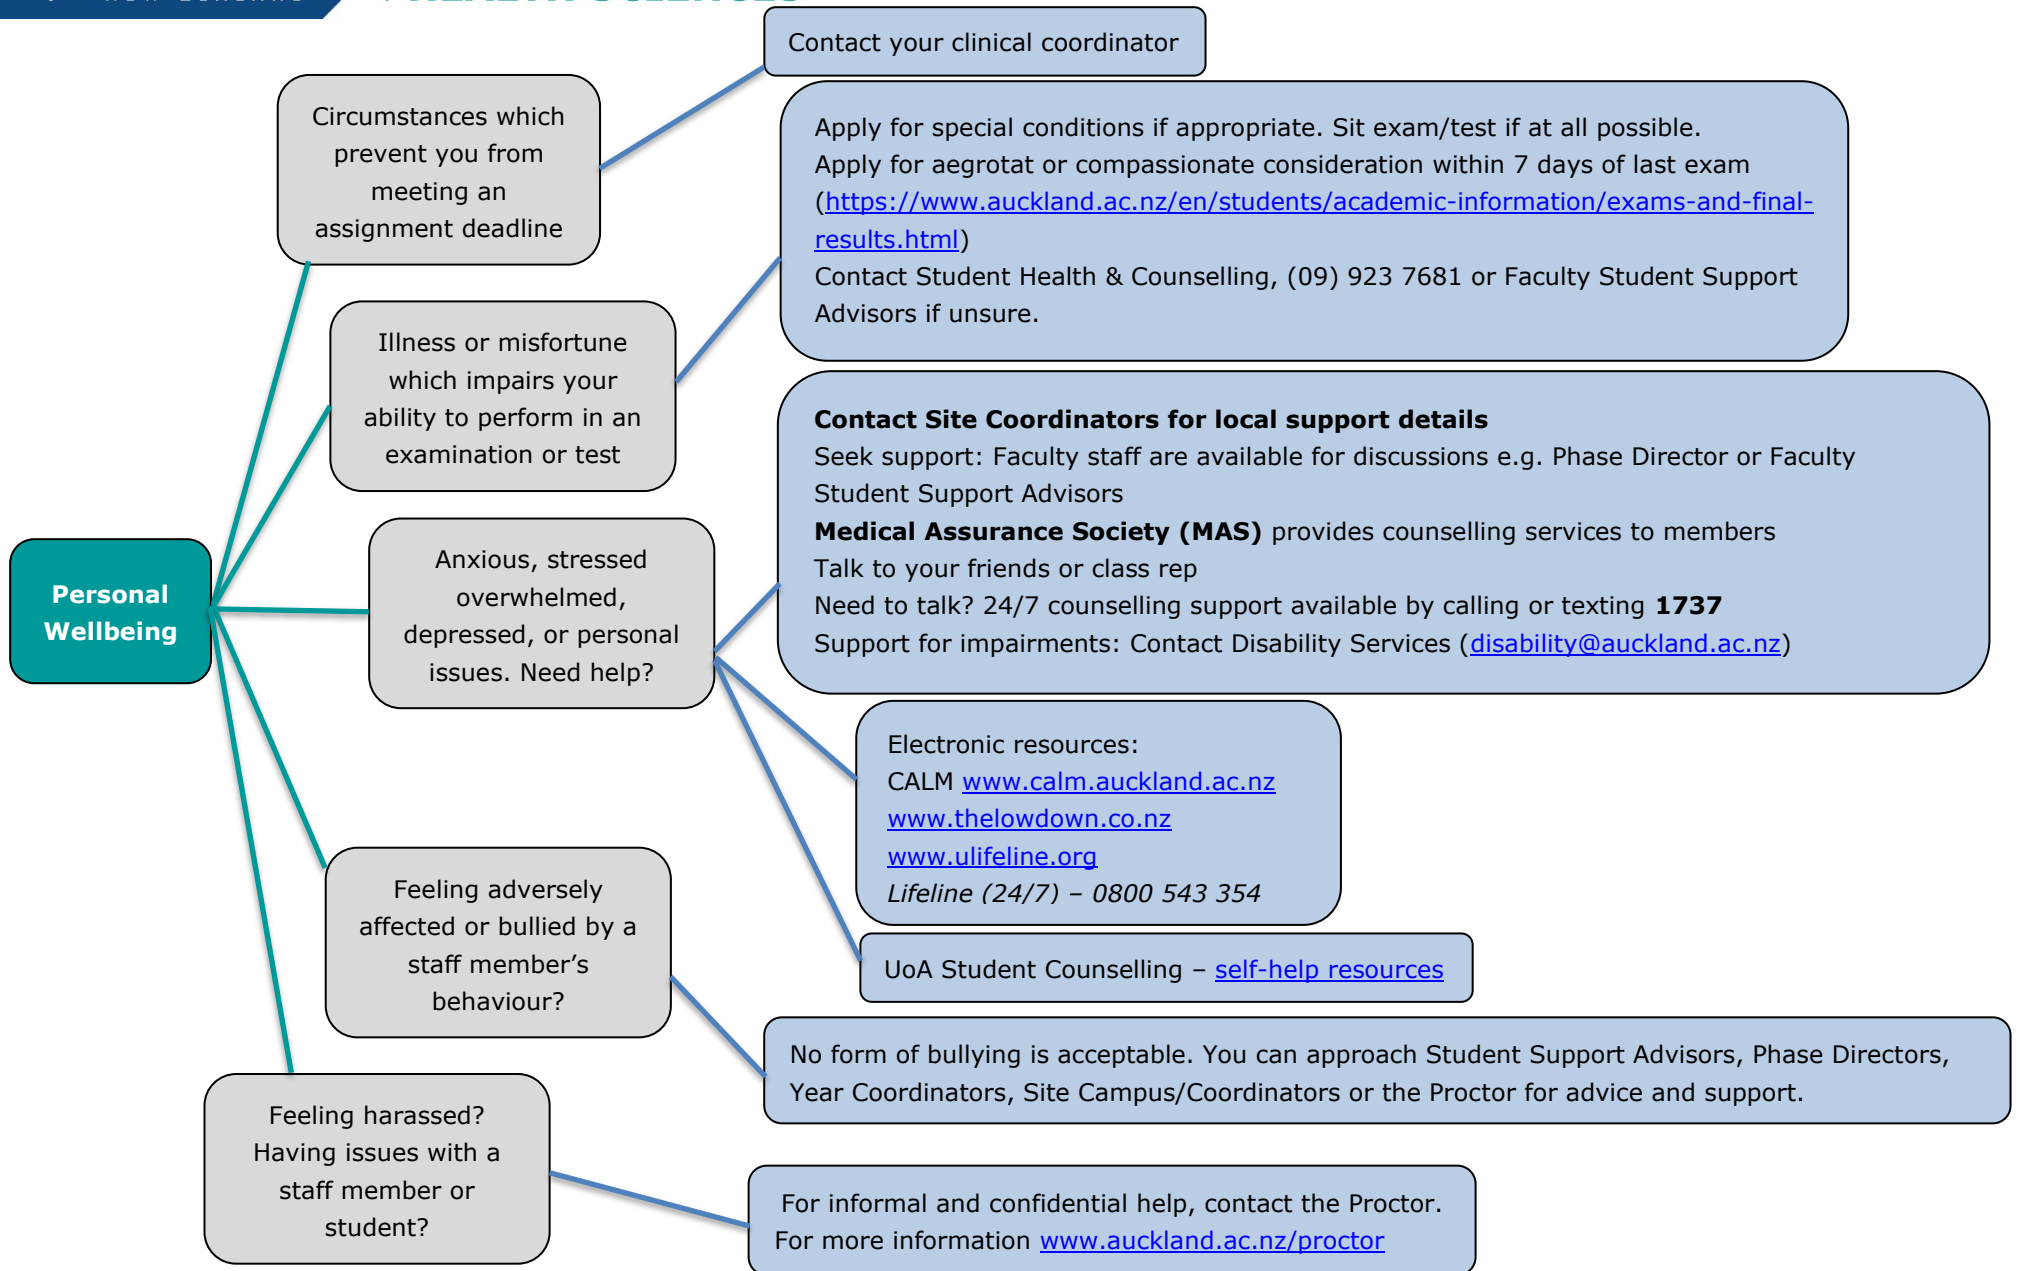 Contact your clinical coordinator
Circumstances which
prevent you from
meeting an
assignment deadline
Apply for special conditions if appropriate. Sit exam/test if at all possible.
Apply for aegrotat or compassionate consideration within 7 days of last exam
(https://www.auckland.ac.nz/en/students/academic-information/exams-and-final-
results.html)
Contact Student Health & Counselling, (09) 923 7681 or Faculty Student Support
Advisors if unsure.
Illness or misfortune
which impairs your
ability to perform in an
examination or test
Contact Site Coordinators for local support details
Seek support: Faculty staff are available for discussions e.g. Phase Director or Faculty
Student Support Advisors
Medical Assurance Society (MAS) provides counselling services to members
Talk to your friends or class rep
Need to talk? 24/7 counselling support available by calling or texting 1737
Support for impairments: Contact Disability Services (disability@auckland.ac.nz)
Personal
Wellbeing
Anxious, stressed
overwhelmed,
depressed, or personal
issues. Need help?
Electronic resources:
CALM www.calm.auckland.ac.nz
www.thelowdown.co.nz
www.ulifeline.org
Lifeline (24/7) – 0800 543 354
UoA Student Counselling – self-help resources
Feeling adversely
affected or bullied by a
staff member’s
behaviour?
No form of bullying is acceptable. You can approach Student Support Advisors, Phase Directors,
Year Coordinators, Site Campus/Coordinators or the Proctor for advice and support.
Feeling harassed?
Having issues with a
staff member or
student?
For informal and confidential help, contact the Proctor.
For more information www.auckland.ac.nz/proctor